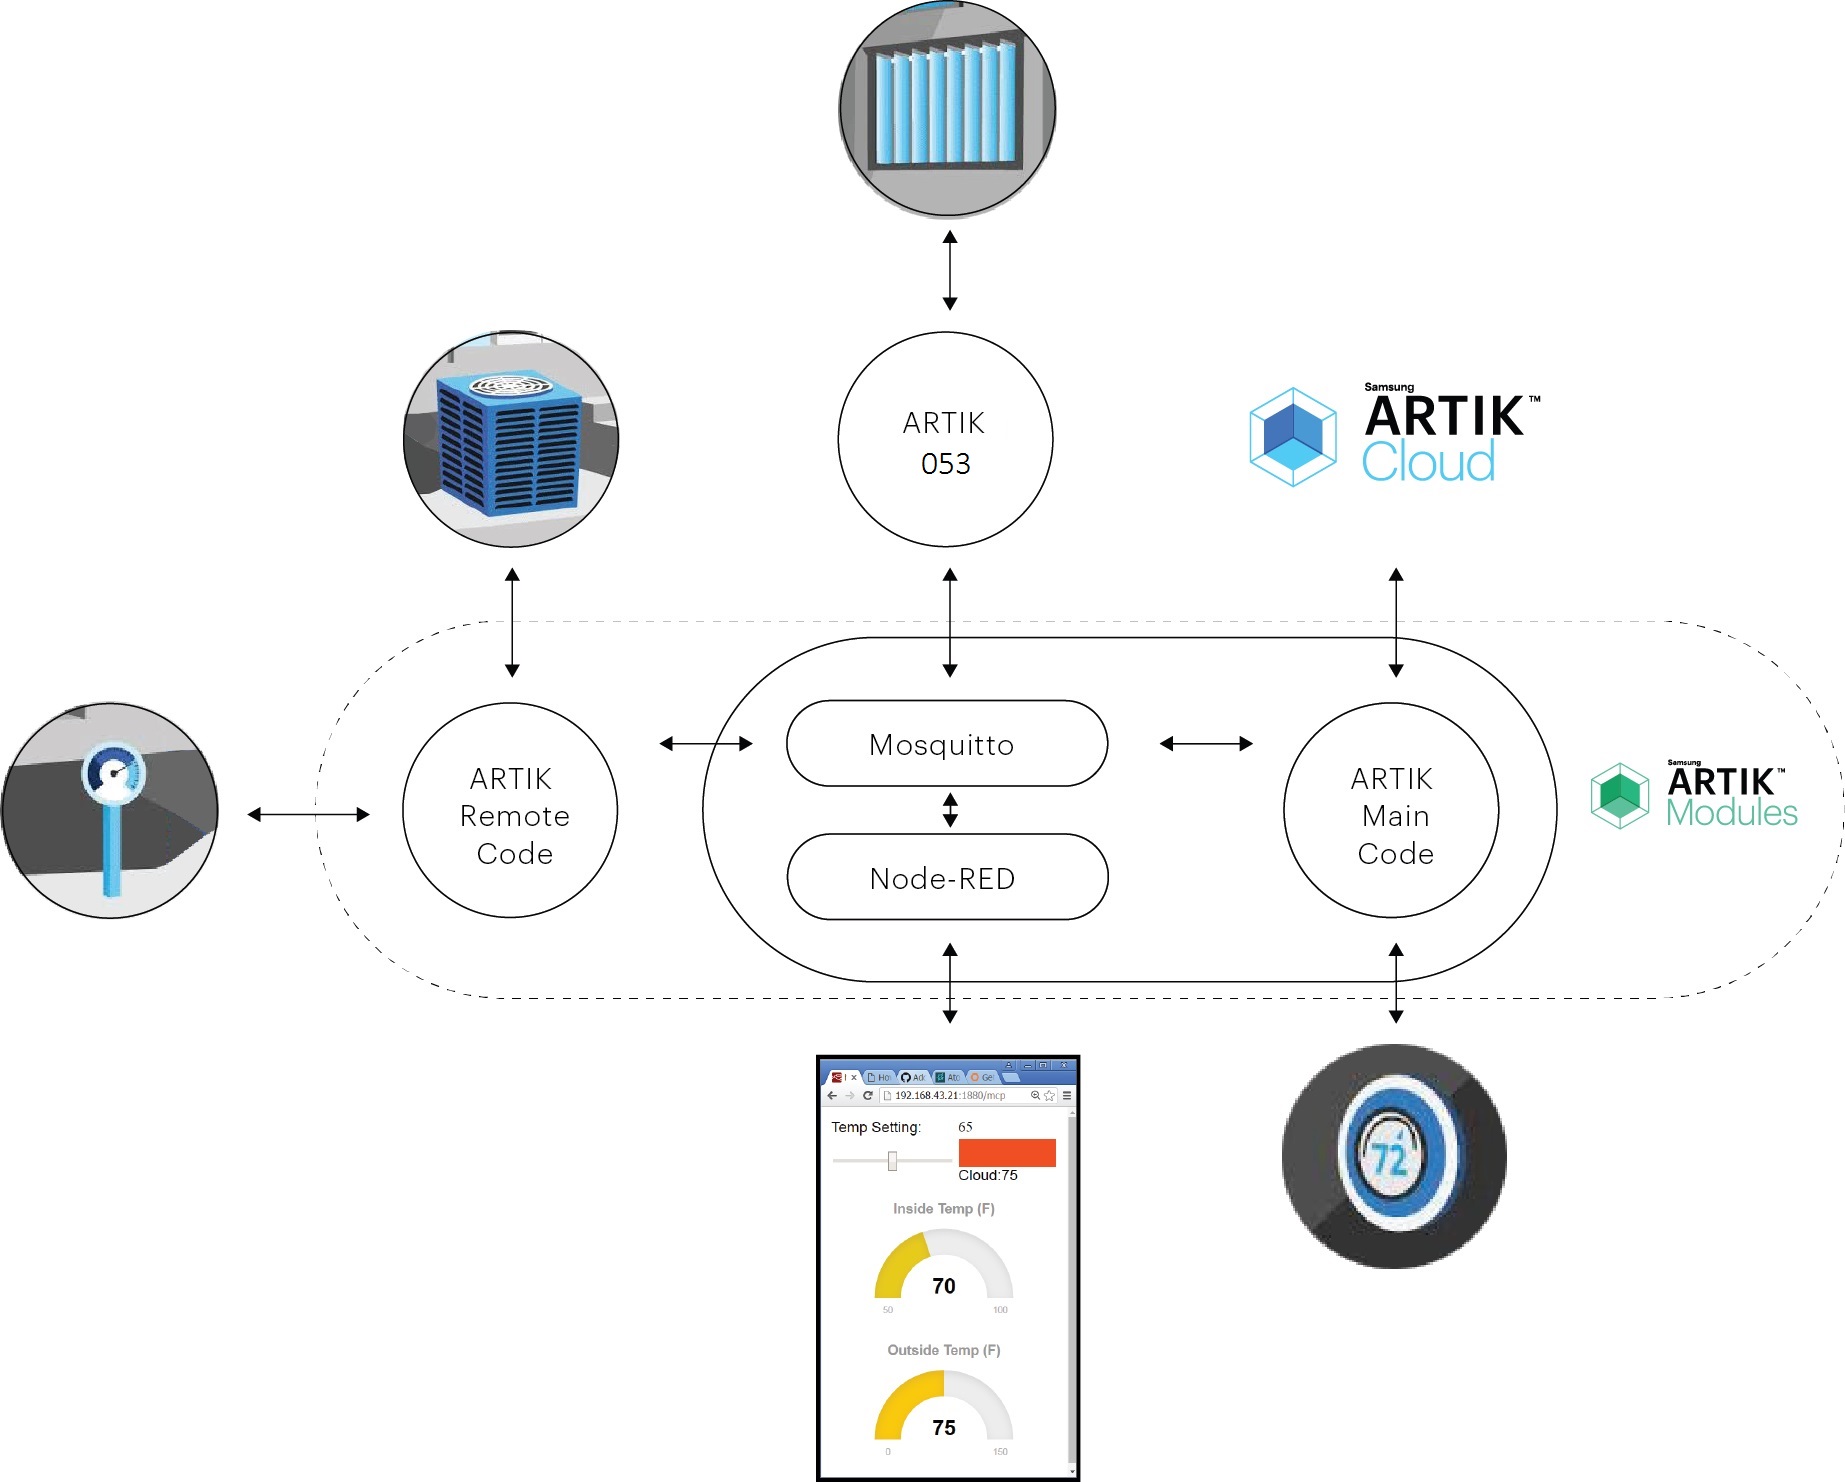 ARTIK
053
Samsung
ARTIK™
Cloud
ARTIK
Remote
Code
Mosquitto
Node-RED
ARTIK
Main
Code
Samsung
ARTIK™
Modules
192.168.43.21:1880/mcp
Temp Setting:
65
Cloud:75
Inside Temp (F)
70
50
100
Outside Temp (F)
75
0
150
72